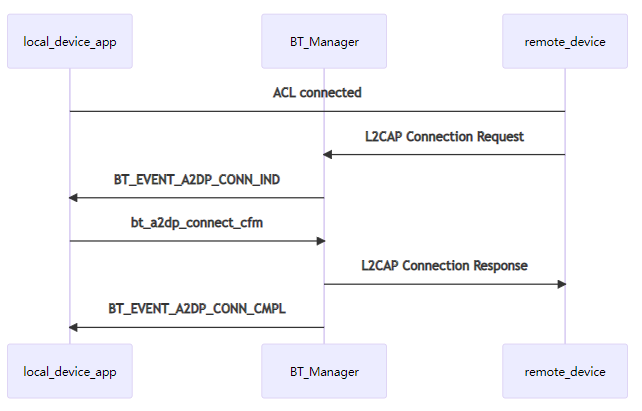 local_device_app
BT_Manager
remote_device
ACL connected
L2CAP Connection Request
BT_EVENT_A2DP_CONN_IND
bt_a2dp_connect_cfm
L2CAP Connection Response
BT_EVENT_A2DP_CONN_CMPL
local_device_app
BT_Manager
remote_device